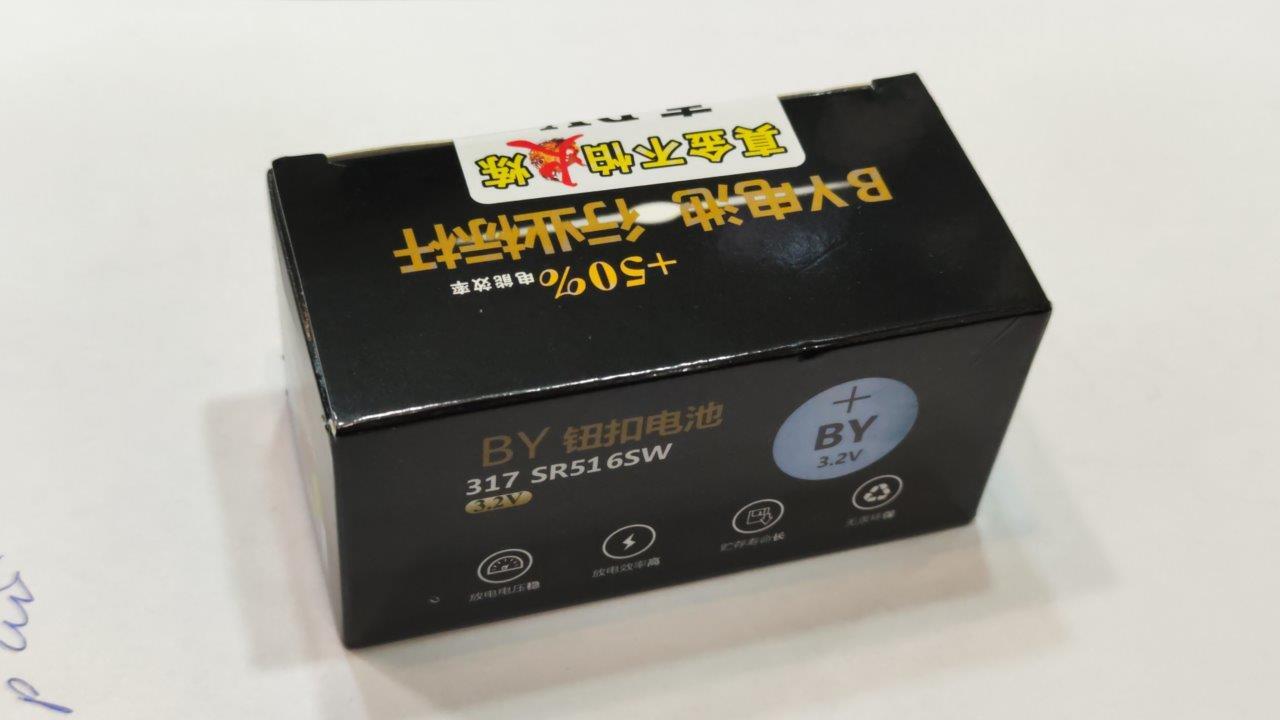 真金不怕火炼
BY电池 行业标杆
+50%电能效率
BY 钮扣电池
317 SR516SW
3.2V
+
BY
3.2V
放电电压稳
放电效率高
贮存寿命长
无汞环保